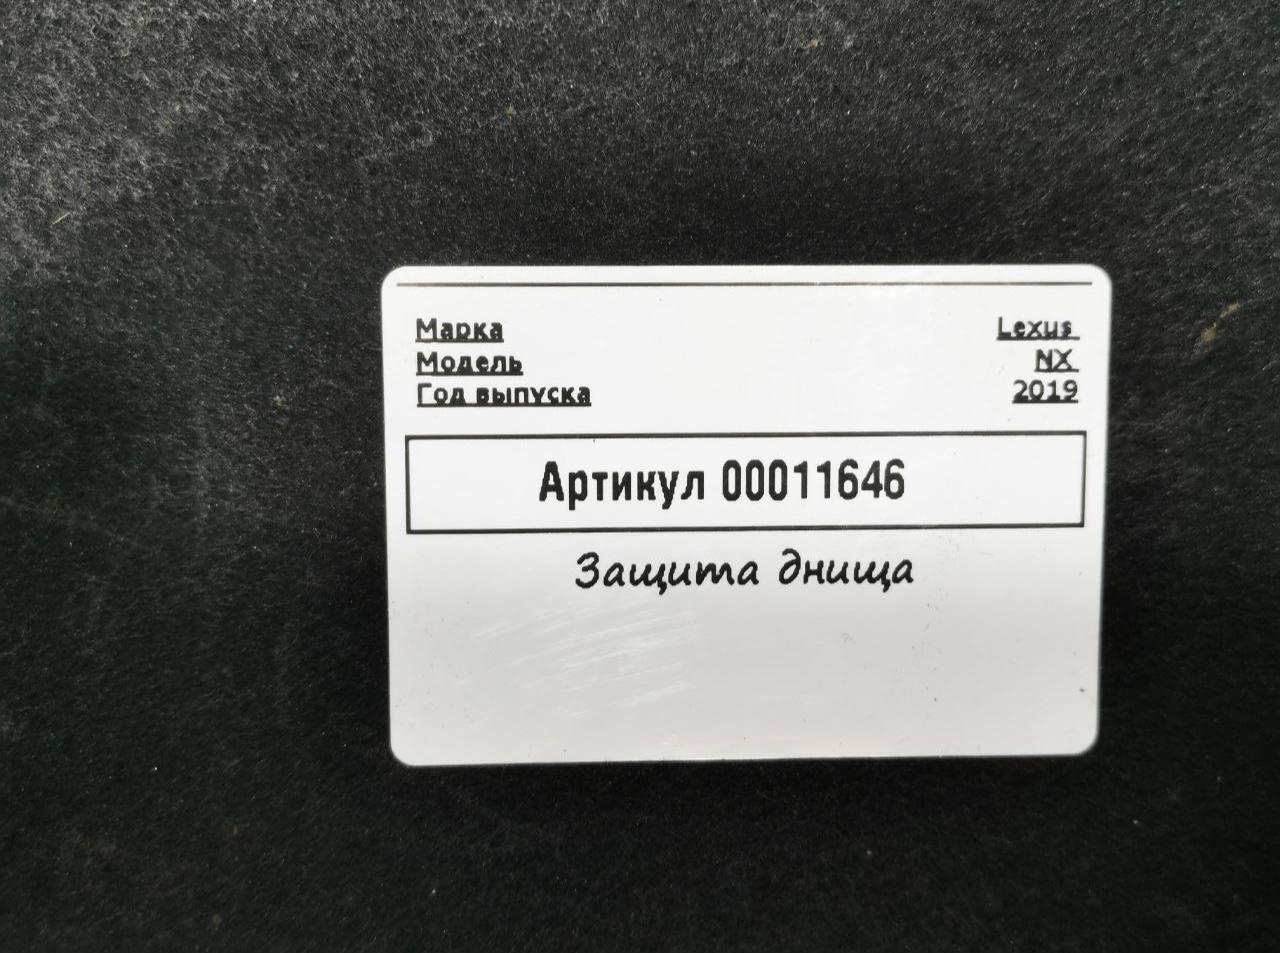 Марка Lexus
Модель NX
Год выпуска 2019
Артикул 00011646
Защита днища